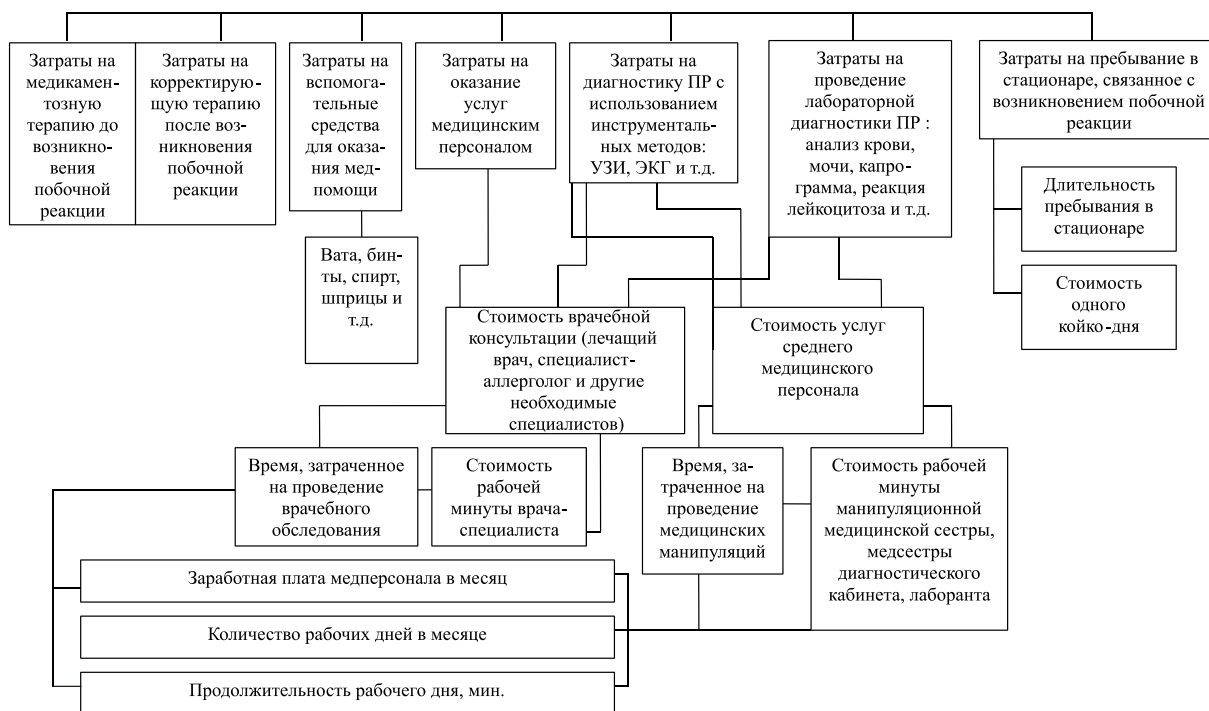 Затраты на
медикамен-
тозную
терапию до
возникно-
вения
побочной
реакции
Затраты на
корректирую-
щую терапию
после воз-
никновения
побочной
реакции
Затраты на
вспомога-
ательные
средства
для оказа-
ния мед-
помощи
Затраты на
оказание
услуг
медицинским
персоналом
Затраты на
диагностику ПР с
использованием
инструменталь-
ных методов:
УЗИ, ЭКГ и т.д.
Затраты на
проведение
лабораторной
диагностики ПР :
анализ крови,
мочи, капро-
грамма, реакция
лейкоцитоза и т.д.
Затраты на пребывание в
стационаре, связанное с
возникновением побочной
реакции
Длительность
пребывания в
стационаре
Стоимость
одного
койко-дня
Вата, бин-
ты, спирт,
шприцы и
т.д.
Стоимость врачебной
консультации (лечащий
врач, специалист-
аллерголог и другие
необходимые
специалистов)
Стоимость услуг
среднего
медицинского
персонала
Время, затраченное
на проведение
врачебного
обследования
Стоимость
рабочей
минуты врача-
специалиста
Время, за-
траченное на
проведение
медицинских
манипуляций
Стоимость рабочей
минуты
манипуляционной
медицинской сестры,
медсестры
диагностического
кабинета, лаборанта
Заработная плата медперсонала в месяц
Количество рабочих дней в месяце
Продолжительность рабочего дня, мин.